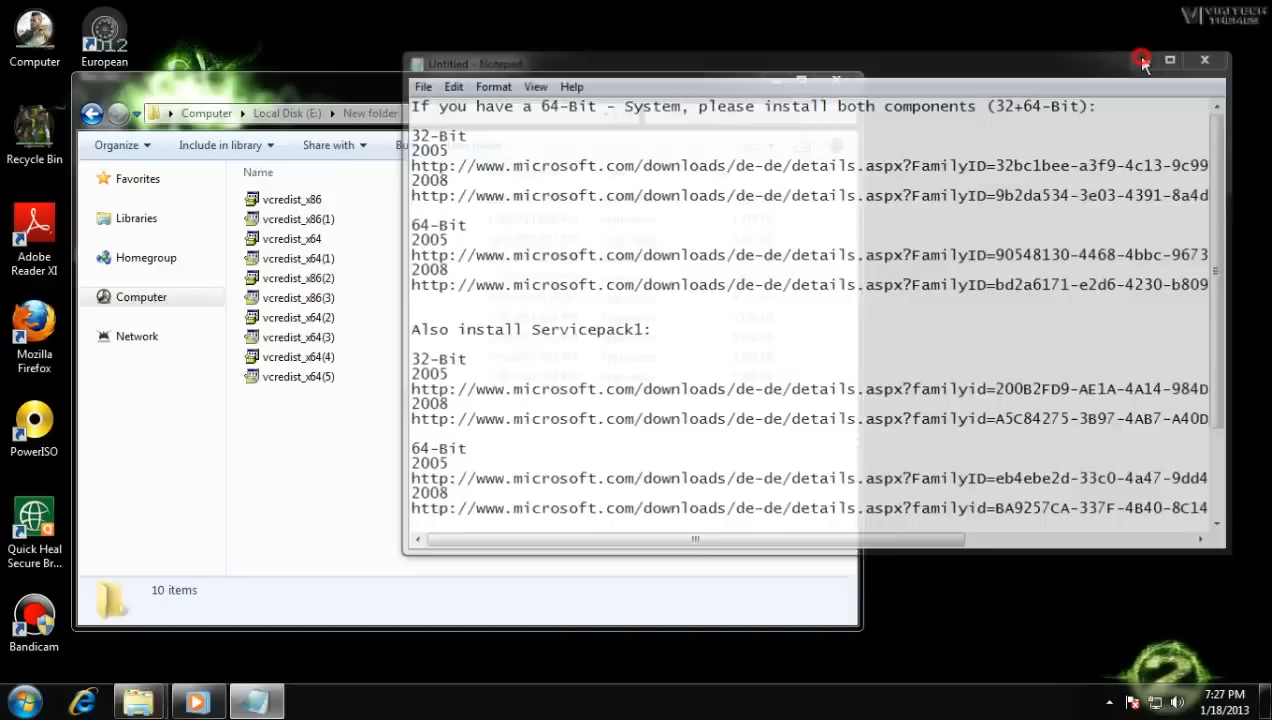 Computer
European
Recycle Bin
Adobe
Reader XI
Mozilla
Firefox
PowerISO
Quick Heal
Secure Br...
Bandicam
VINTECH
THEMES
Computer
Local Disk (E:)
New folder
Organize
Include in library
Share with
Bu
Favorites
Libraries
Homegroup
Computer
Network
Name
vcredist_x86
vcredist_x86(1)
vcredist_x64
vcredist_x64(1)
vcredist_x86(2)
vcredist_x86(3)
vcredist_x64(2)
vcredist_x64(3)
vcredist_x64(4)
vcredist_x64(5)
10 items
Untitled - Notepad
File Edit Format View Help
If you have a 64-Bit - System, please install both components (32+64-Bit):
32-Bit
2005
http://www.microsoft.com/downloads/details.aspx?FamilyID=32bc1bee-a3f9-4c13-9c99
2008
http://www.microsoft.com/downloads/details.aspx?FamilyID=9b2da534-3e03-4391-8a4d
64-Bit
2005
http://www.microsoft.com/downloads/details.aspx?FamilyID=90548130-4468-4bbc-9673
2008
http://www.microsoft.com/downloads/details.aspx?FamilyID=bd2a6171-e2d6-4230-b809
Also install Servicepack1:
32-Bit
2005
http://www.microsoft.com/downloads/de-de/details.aspx?familyid=200B2FD9-AE1A-4A14-984D
2008
http://www.microsoft.com/downloads/de-de/details.aspx?familyid=A5C84275-3B97-4AB7-A40D
64-Bit
2005
http://www.microsoft.com/downloads/de-de/details.aspx?FamilyID=eb4ebe2d-33c0-4a47-9dd4
2008
http://www.microsoft.com/downloads/de-de/details.aspx?familyid=BA9257CA-337F-4B40-8C14
7:27 PM
1/18/2013